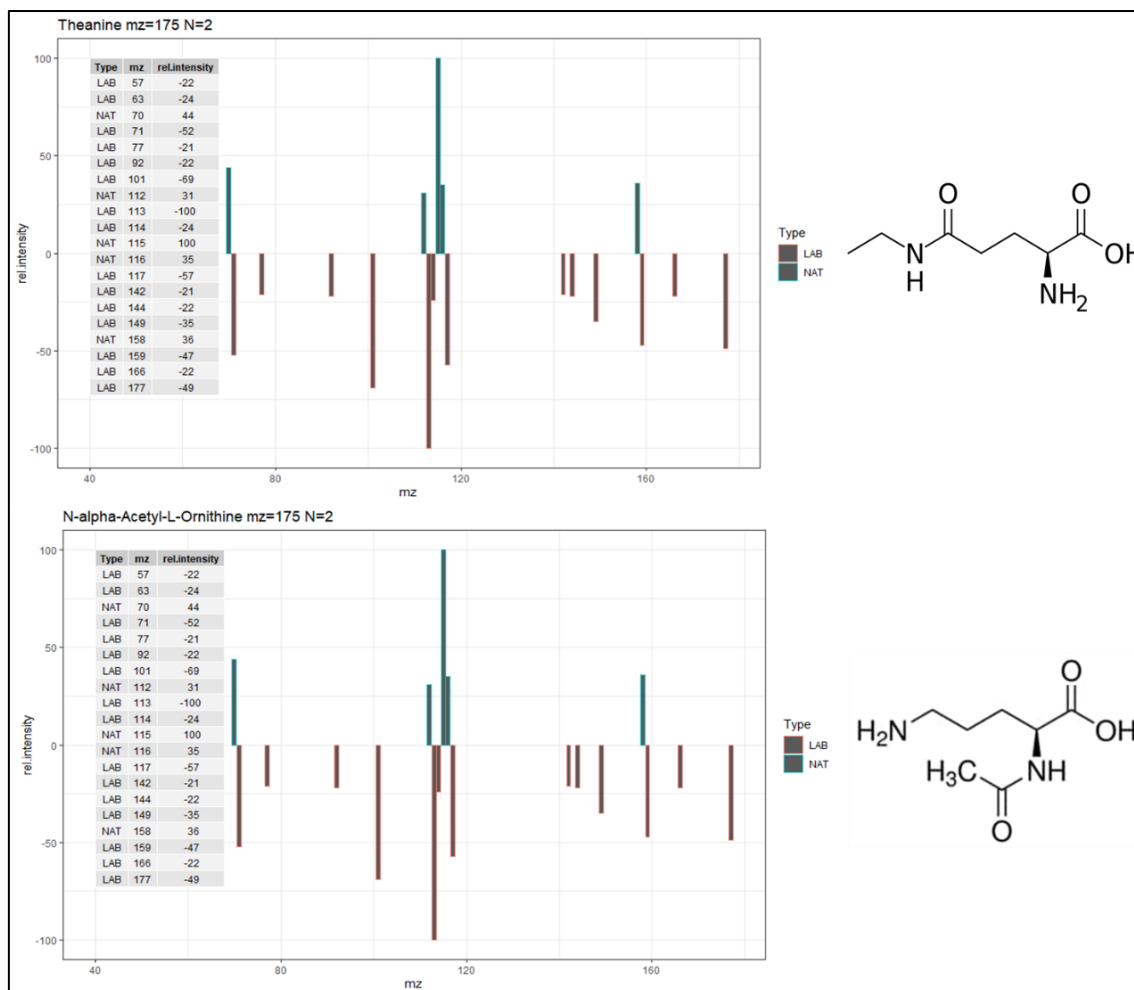 Theanine mz=175 N=2
100
50
0
-50
-100
rel.intensity
Type mz rel.intensity
LAB 57 -22
LAB 63 -24
NAT 70 44
LAB 71 -52
LAB 77 -21
LAB 92 -22
LAB 101 -69
NAT 112 31
LAB 113 -100
LAB 114 -24
NAT 115 100
NAT 116 35
LAB 117 -57
LAB 142 -21
LAB 144 -22
LAB 149 -35
NAT 158 36
LAB 159 -47
LAB 166 -22
LAB 177 -49
40 80 120 160
mz
Type
LAB
NAT
O
O
N
H
OH
NH2
N-alpha-Acetyl-L-Ornithine mz=175 N=2
100
50
0
-50
-100
rel.intensity
Type mz rel.intensity
LAB 57 -22
LAB 63 -24
NAT 70 44
LAB 71 -52
LAB 77 -21
LAB 92 -22
LAB 101 -69
NAT 112 31
LAB 113 -100
LAB 114 -24
NAT 115 100
NAT 116 35
LAB 117 -57
LAB 142 -21
LAB 144 -22
LAB 149 -35
NAT 158 36
LAB 159 -47
LAB 166 -22
LAB 177 -49
40 80 120 160
mz
Type
LAB
NAT
O
H2N
OH
H3C
NH
O